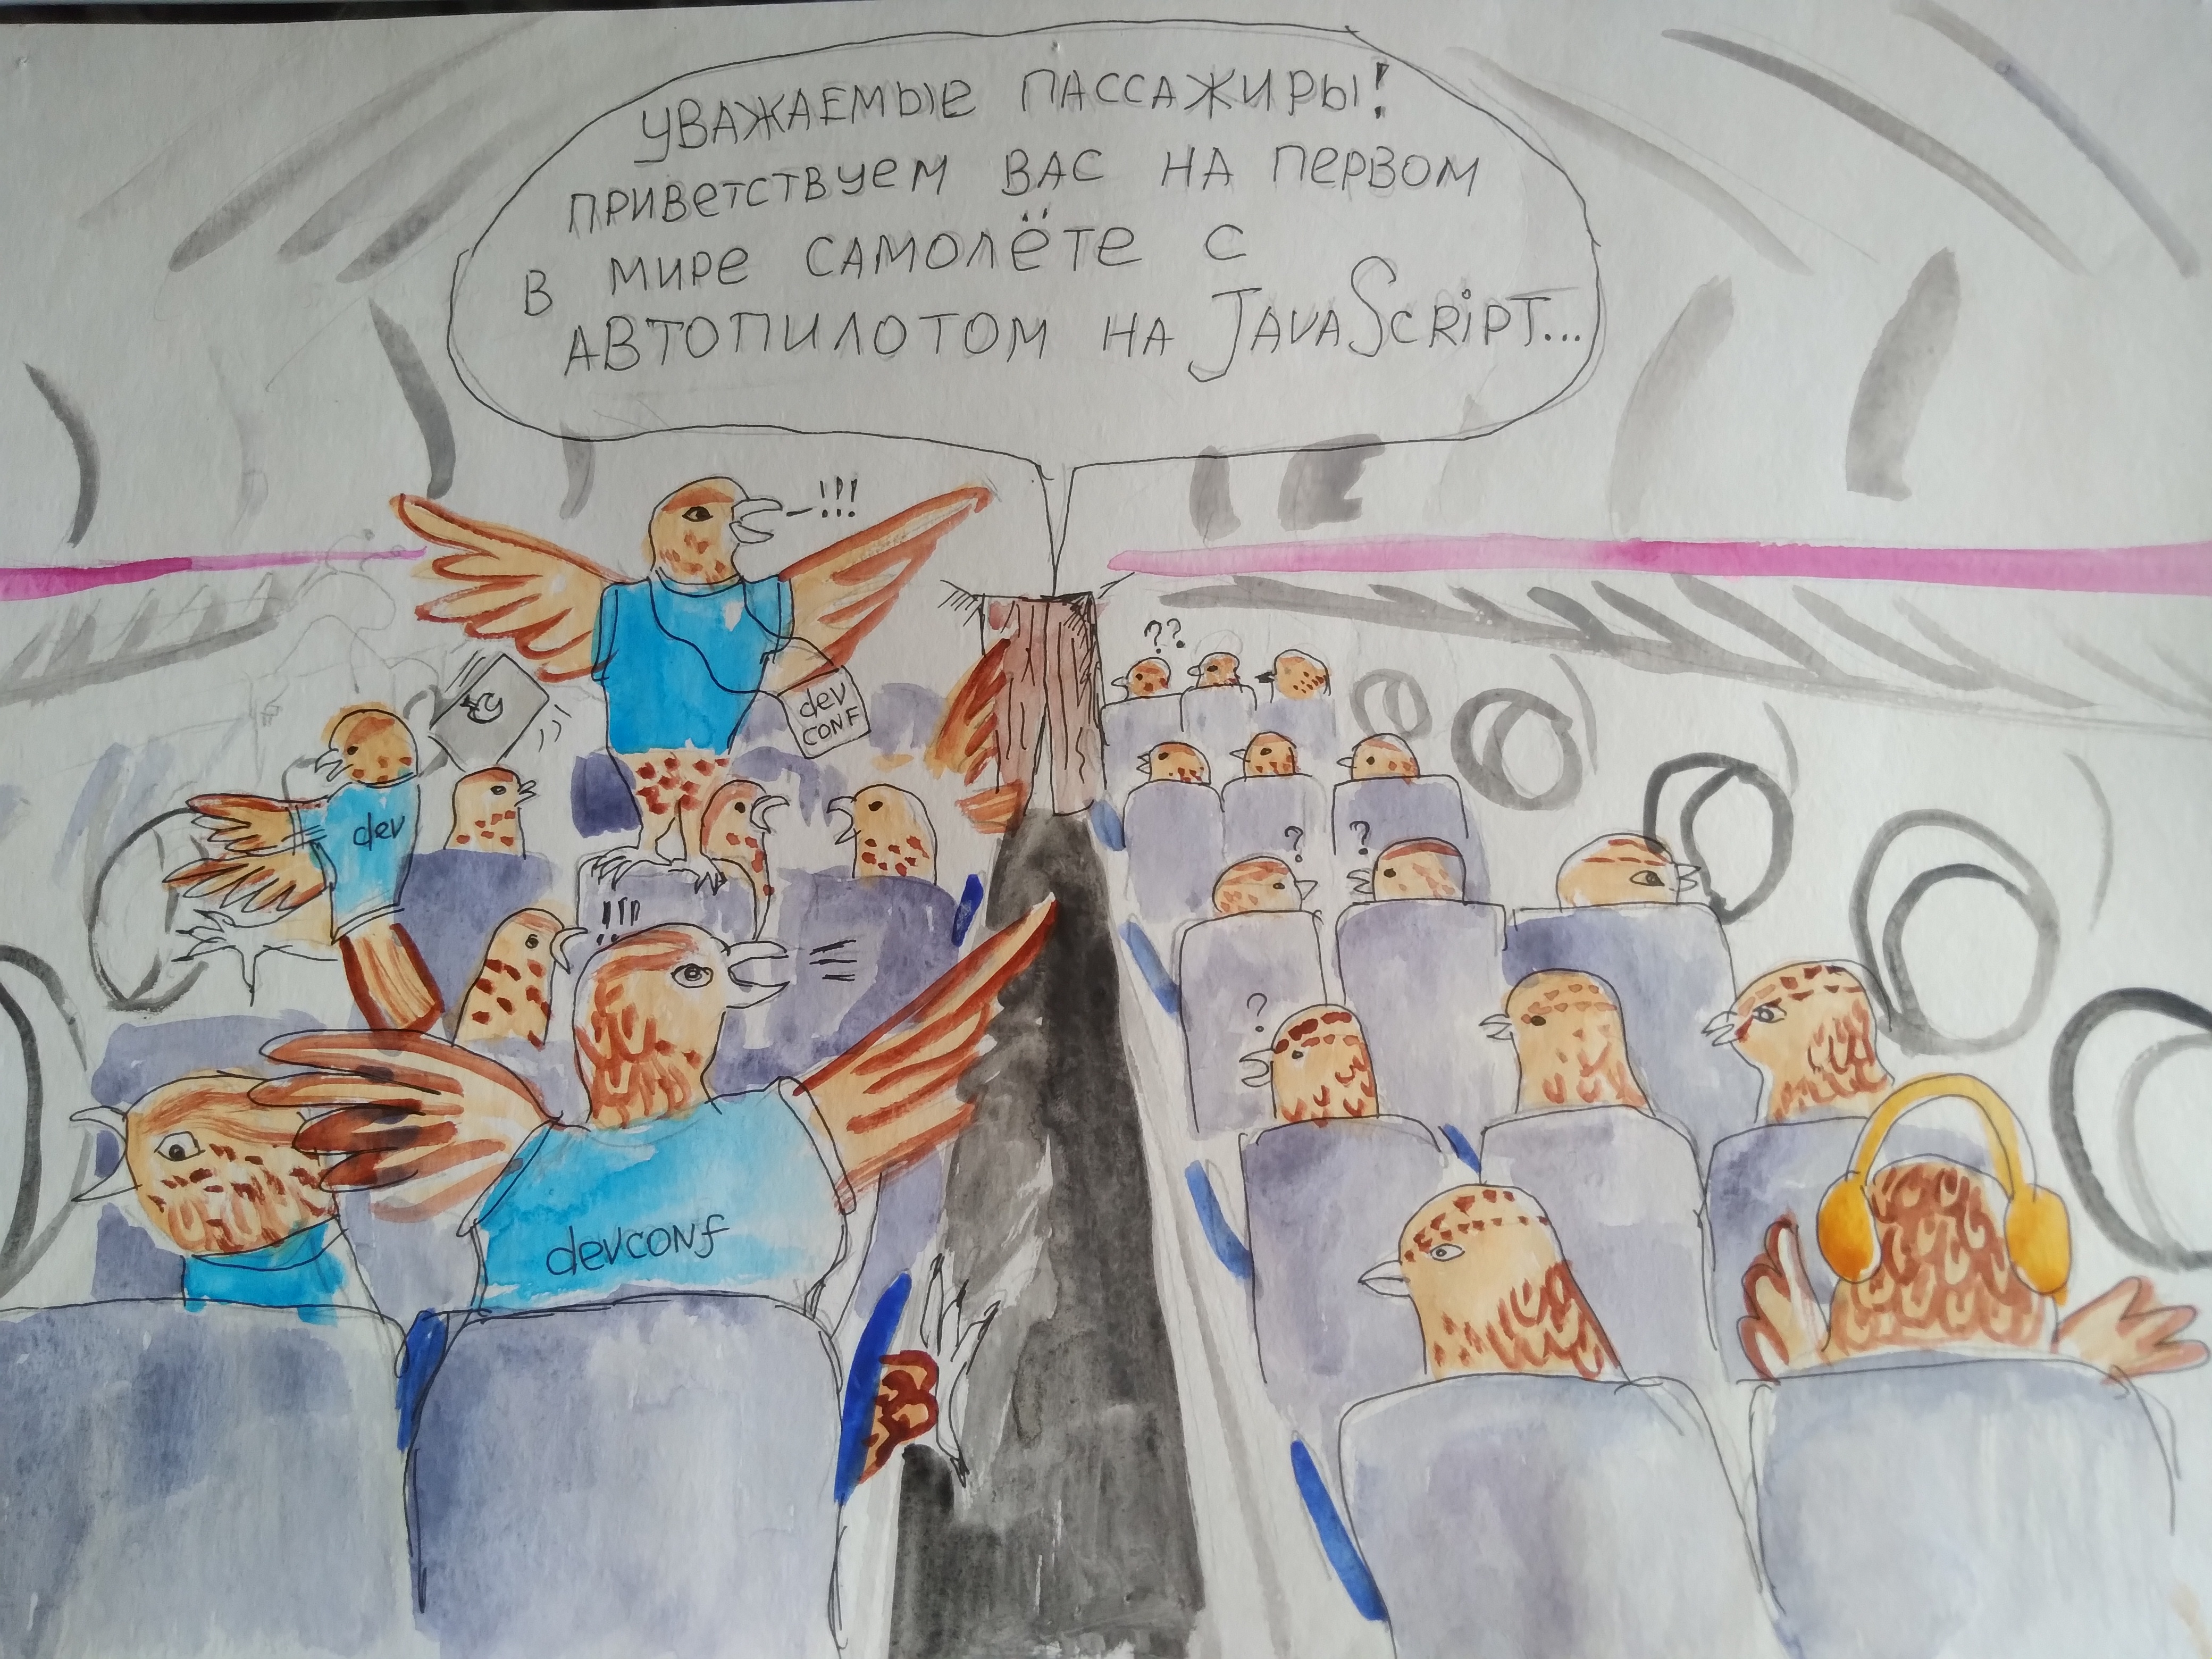 УВАЖАЕМЫЕ ПАССАЖИРЫ!
ПРИВЕТСТВУЕМ ВАС НА ПЕРВОМ
В МИРЕ САМОЛЁТЕ С
АВТОПИЛОТОМ НА JAVASCRIPT...
-!!!
dev
CONF
??
dev
? ?
!!!
?
devconf